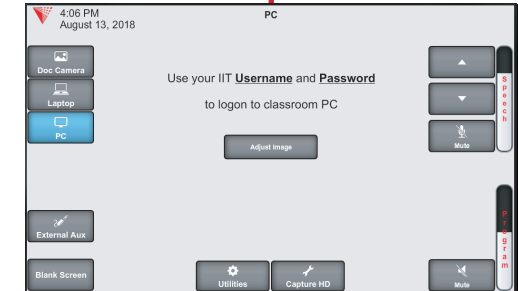 4:06 PM
August 13, 2018
PC
Doc Camera
Laptop
PC
External Aux
Blank Screen
Use your IIT Username and Password
to logon to classroom PC
Adjust Image
Utilities
Capture HD
Speech
Mute
Program
Mute